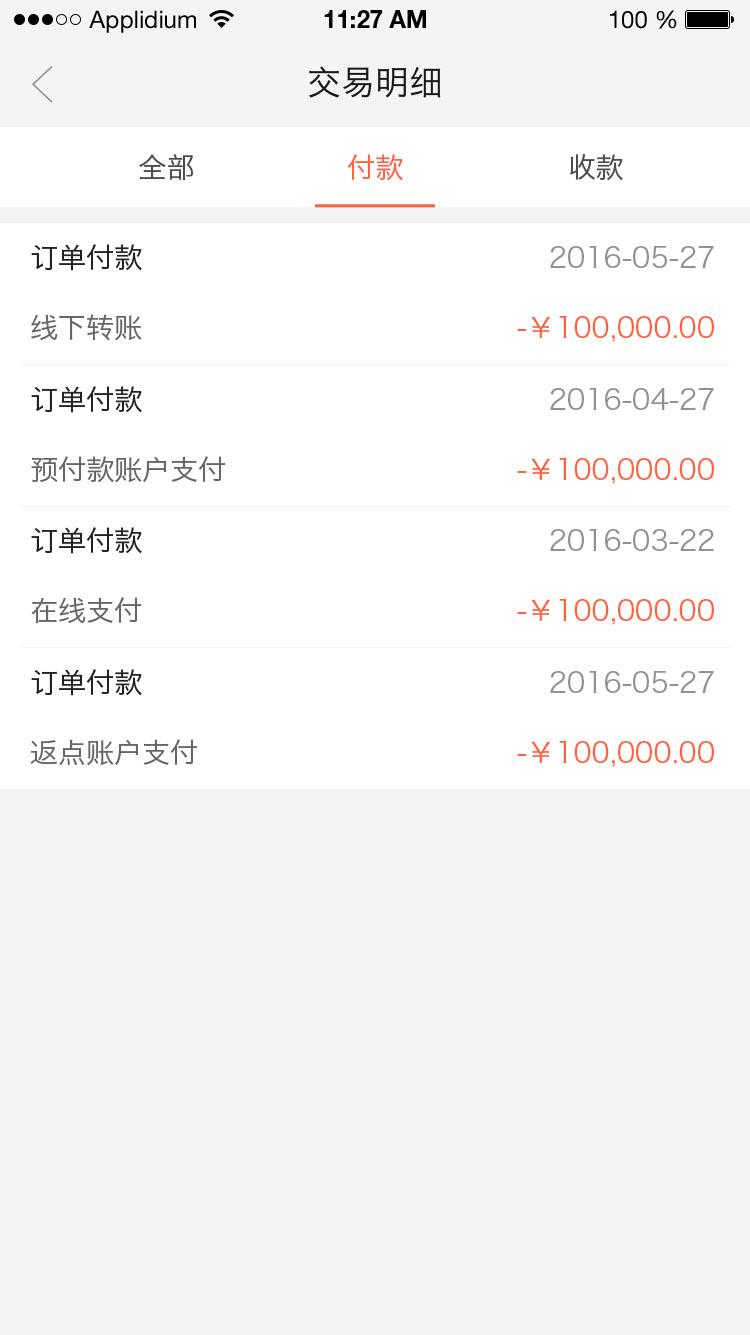 Applidium 11:27 AM 100 %
交易明细
全部 付款 收款
订单付款 2016-05-27
线下转账 -￥100,000.00
订单付款 2016-04-27
预付款账户支付 -￥100,000.00
订单付款 2016-03-22
在线支付 -￥100,000.00
订单付款 2016-05-27
返点账户支付 -￥100,000.00